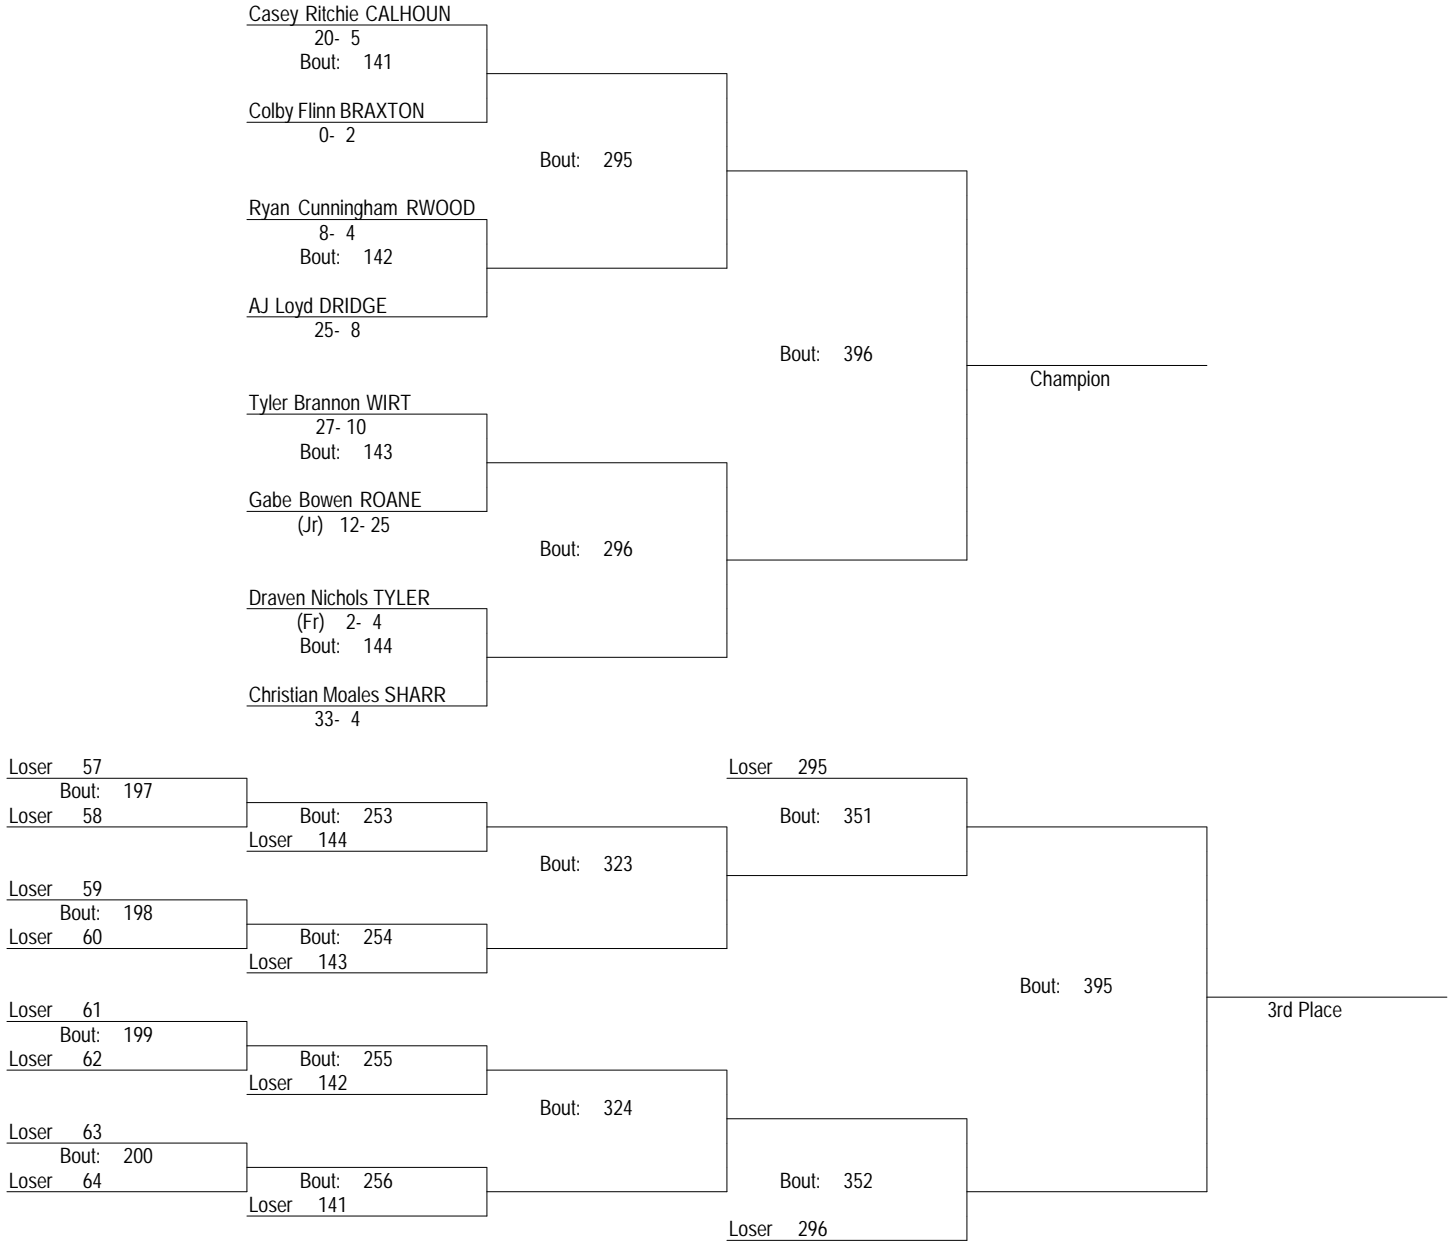 Casey Ritchie CALHOUN
20- 5
Bout: 141
Colby Flinn BRAXTON
0- 2
Bout: 295
Ryan Cunningham RWOOD
8- 4
Bout: 142
AJ Loyd DRIDGE
25- 8
Bout: 396
Champion
Tyler Brannon WIRT
27- 10
Bout: 143
Gabe Bowen ROANE
(Jr) 12- 25
Bout: 296
Draven Nichols TYLER
(Fr) 2- 4
Bout: 144
Christian Moales SHARR
33- 4
Loser 57
Bout: 197
Loser 58
Bout: 253
Loser 144
Loser 295
Bout: 351
Bout: 323
Loser 59
Bout: 198
Loser 60
Bout: 254
Loser 143
Bout: 395
3rd Place
Loser 61
Bout: 199
Loser 62
Bout: 255
Loser 142
Bout: 324
Loser 63
Bout: 200
Loser 64
Bout: 256
Loser 141
Bout: 352
Loser 296